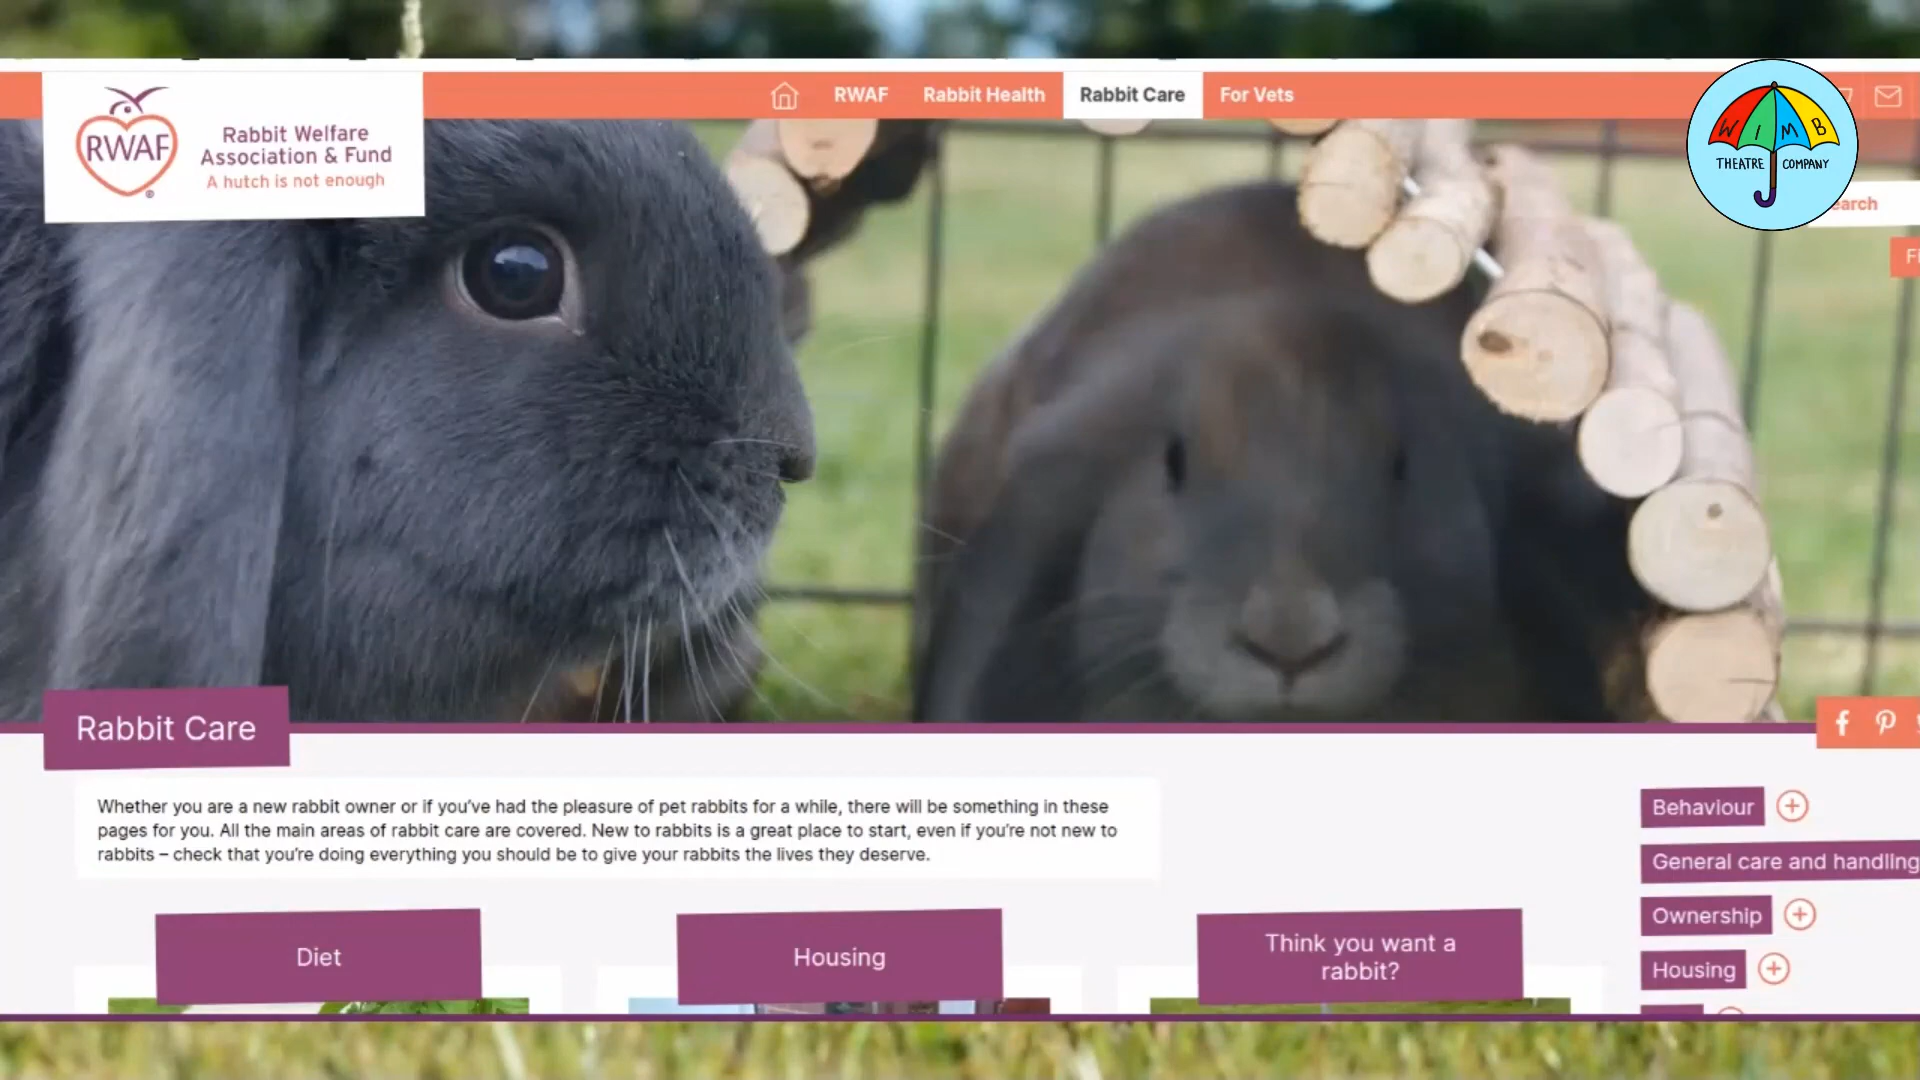 RWAF
Rabbit Welfare
Association & Fund
A hutch is not enough
RWAF
Rabbit Health
Rabbit Care
For Vets
WIMB
THEATRE COMPANY
earch
Rabbit Care
Whether you are a new rabbit owner or if you've had the pleasure of pet rabbits for a while, there will be something in these
pages for you. All the main areas of rabbit care are covered. New to rabbits is a great place to start, even if you're not new to
rabbits – check that you're doing everything you should be to give your rabbits the lives they deserve.
Diet
Housing
Think you want a
rabbit?
Behaviour
General care and handling
Ownership
Housing